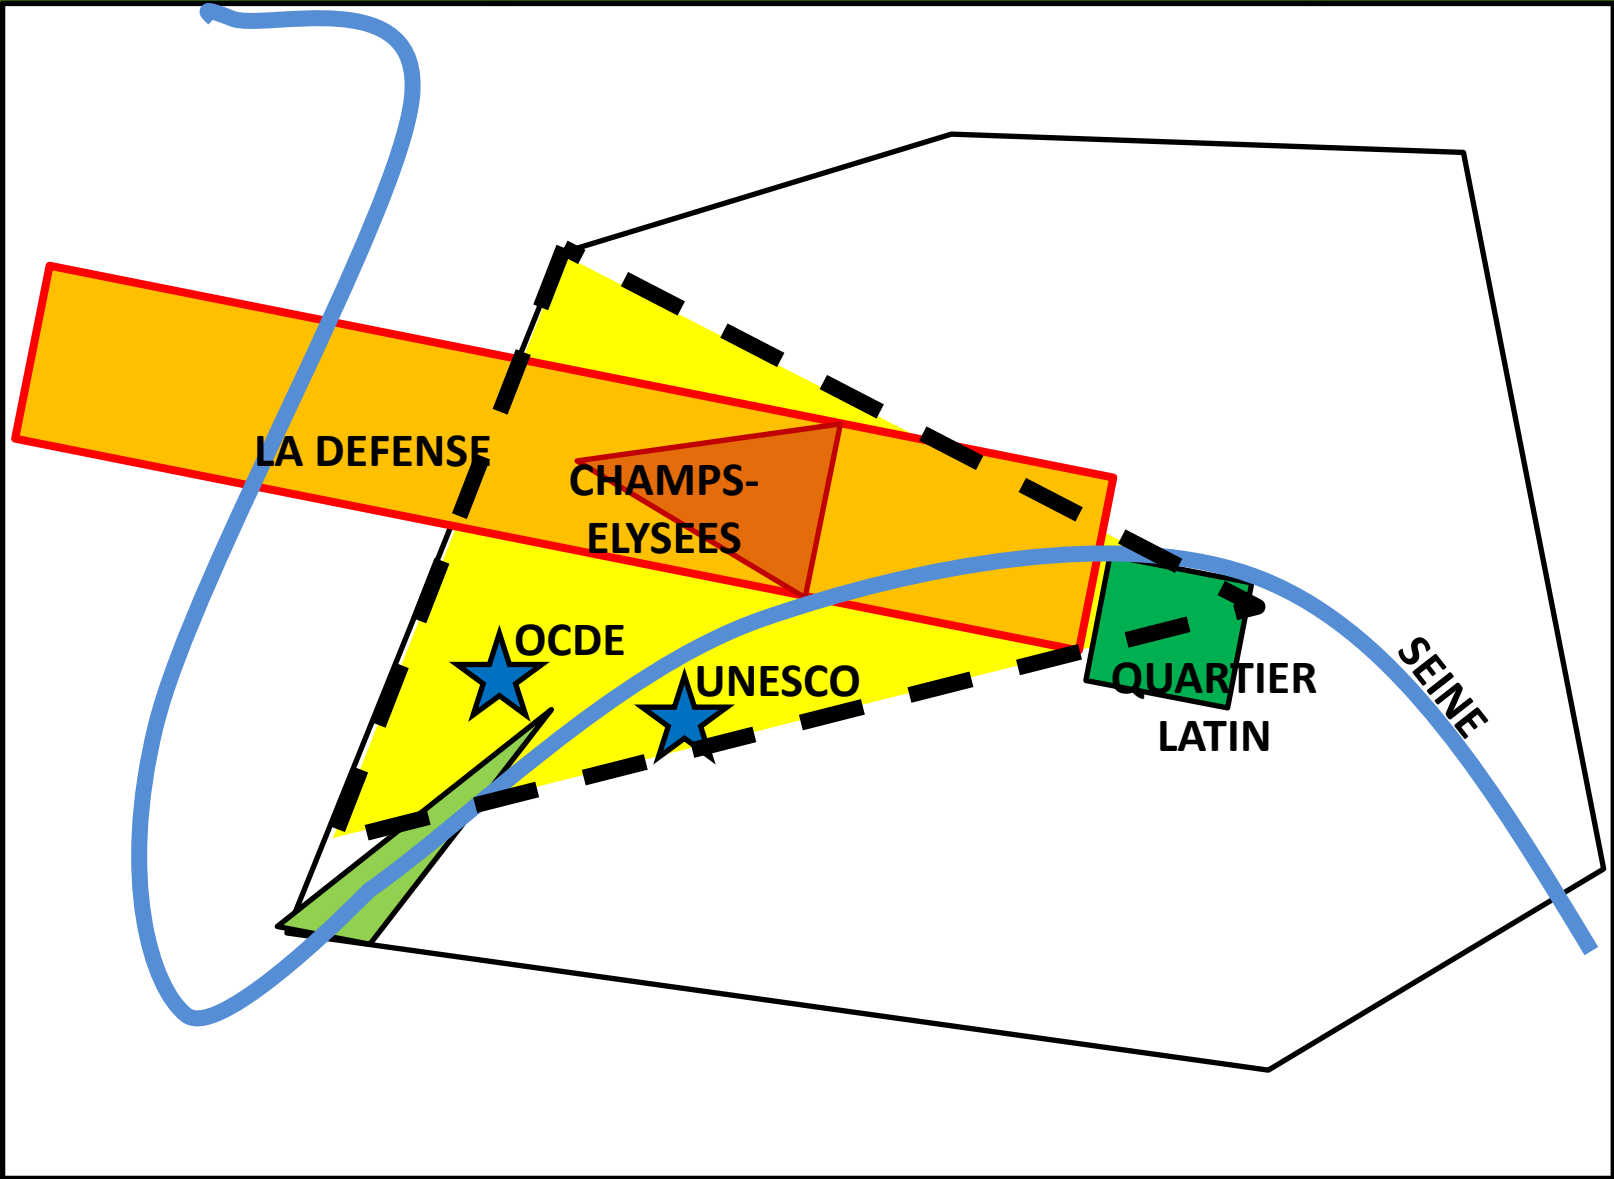 LA DEFENSE
CHAMPS-
ELYSEES
OCDE
UNESCO
QUARTIER
LATIN
SEINE